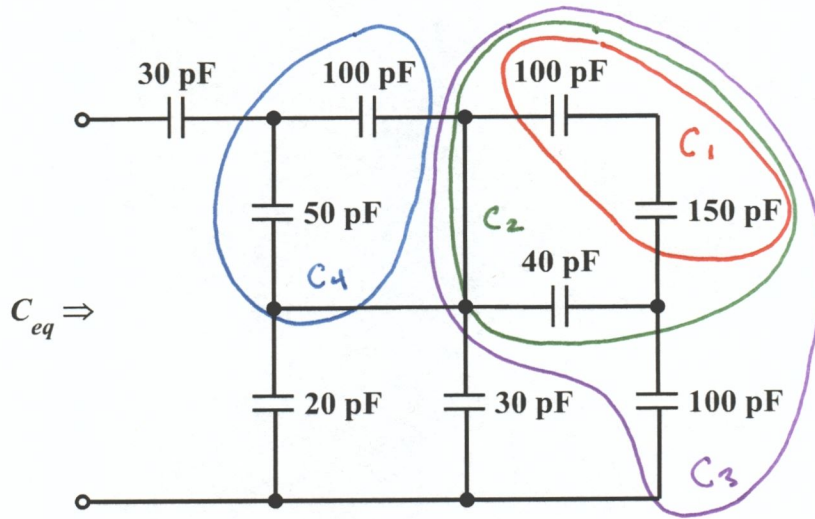 30 pF
100 pF
100 pF
C1
50 pF
C2
150 pF
40 pF
C4
Ceq ⇒
20 pF
30 pF
100 pF
C3